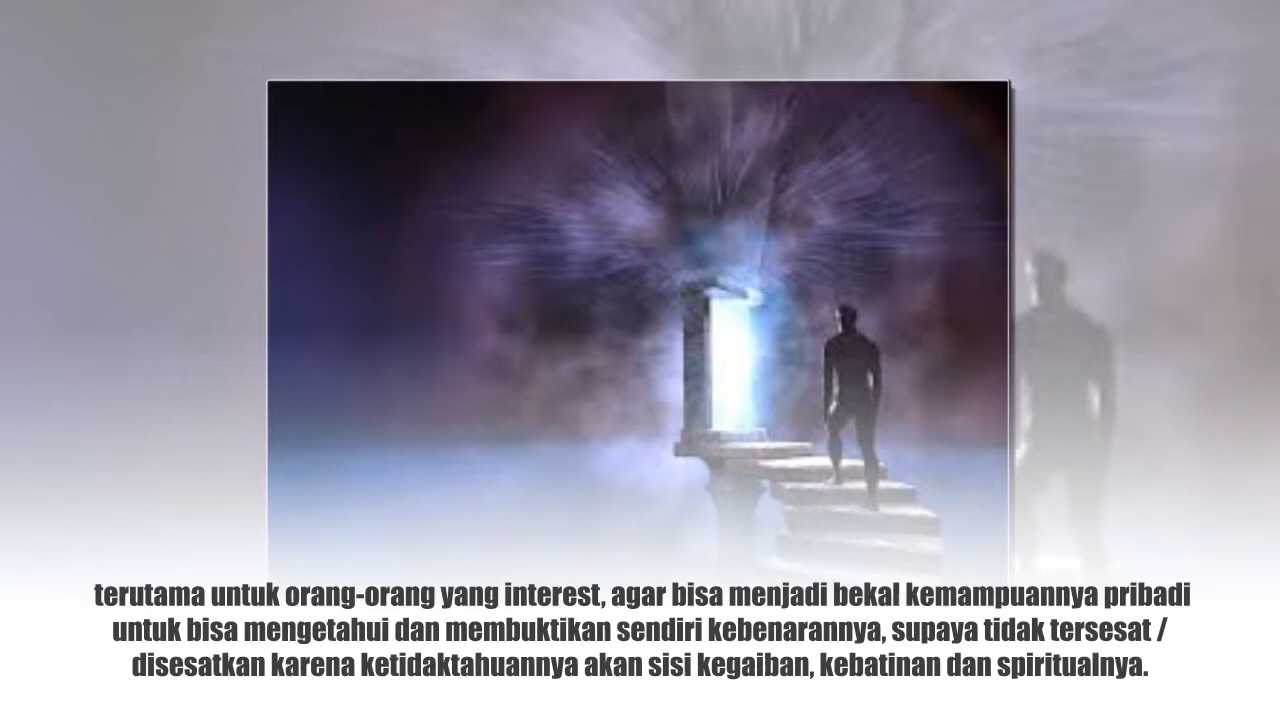 terutama untuk orang-orang yang interest, agar bisa menjadi bekal kemampuannya pribadi
untuk bisa mengetahui dan membuktikan sendiri kebenarannya, supaya tidak tersesat /
disesatkan karena ketidaktahuannya akan sisi kegaiban, kebatinan dan spiritualnya.